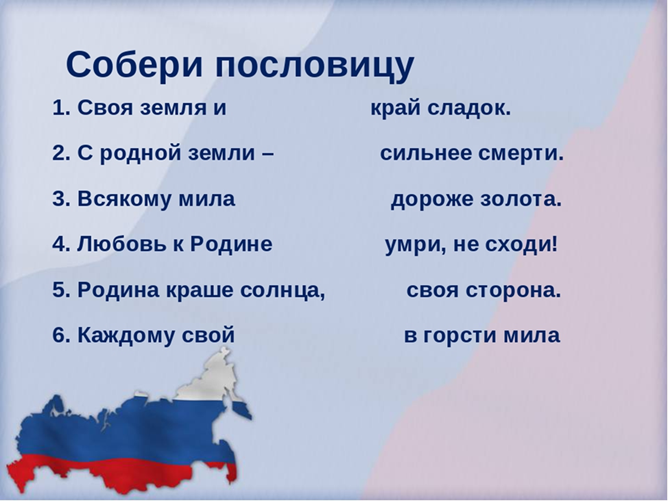 Собери пословицу
1. Своя земля и край сладок.
2. С родной земли – сильнее смерти.
3. Всякому мила дороже золота.
4. Любовь к Родине умри, не сходи!
5. Родина краше солнца, своя сторона.
6. Каждому свой в горсти мила